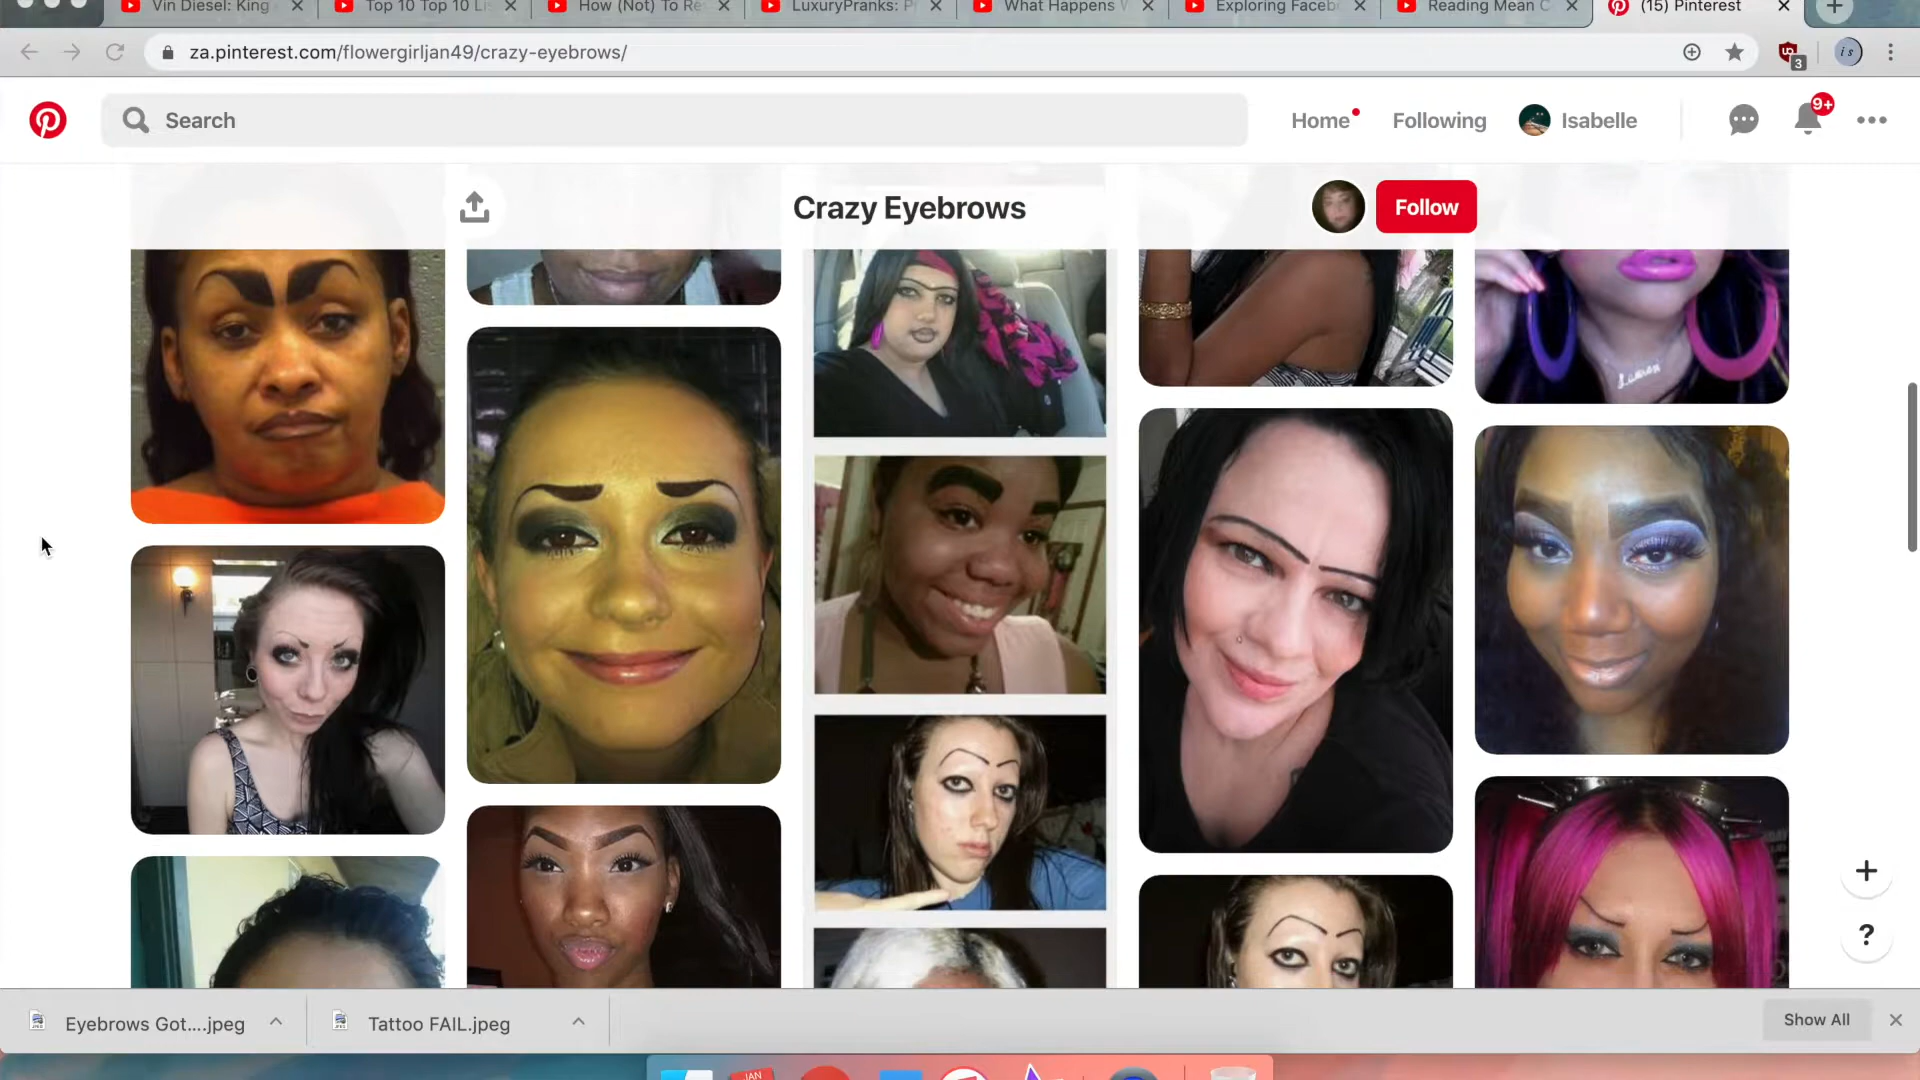 Vin Diesel: King
Top 10 Top 10 Li
How (Not) To Re
LuxuryPranks: P
What Happens
Exploring Faceb
Reading Mean C
(15) Pinterest
za.pinterest.com/flowergirljan49/crazy-eyebrows/
3
i s
Search
Home
Following
Isabelle
9+
Crazy Eyebrows
Follow
+
?
Eyebrows Got....jpeg
Tattoo FAIL.jpeg
Show All
JAN